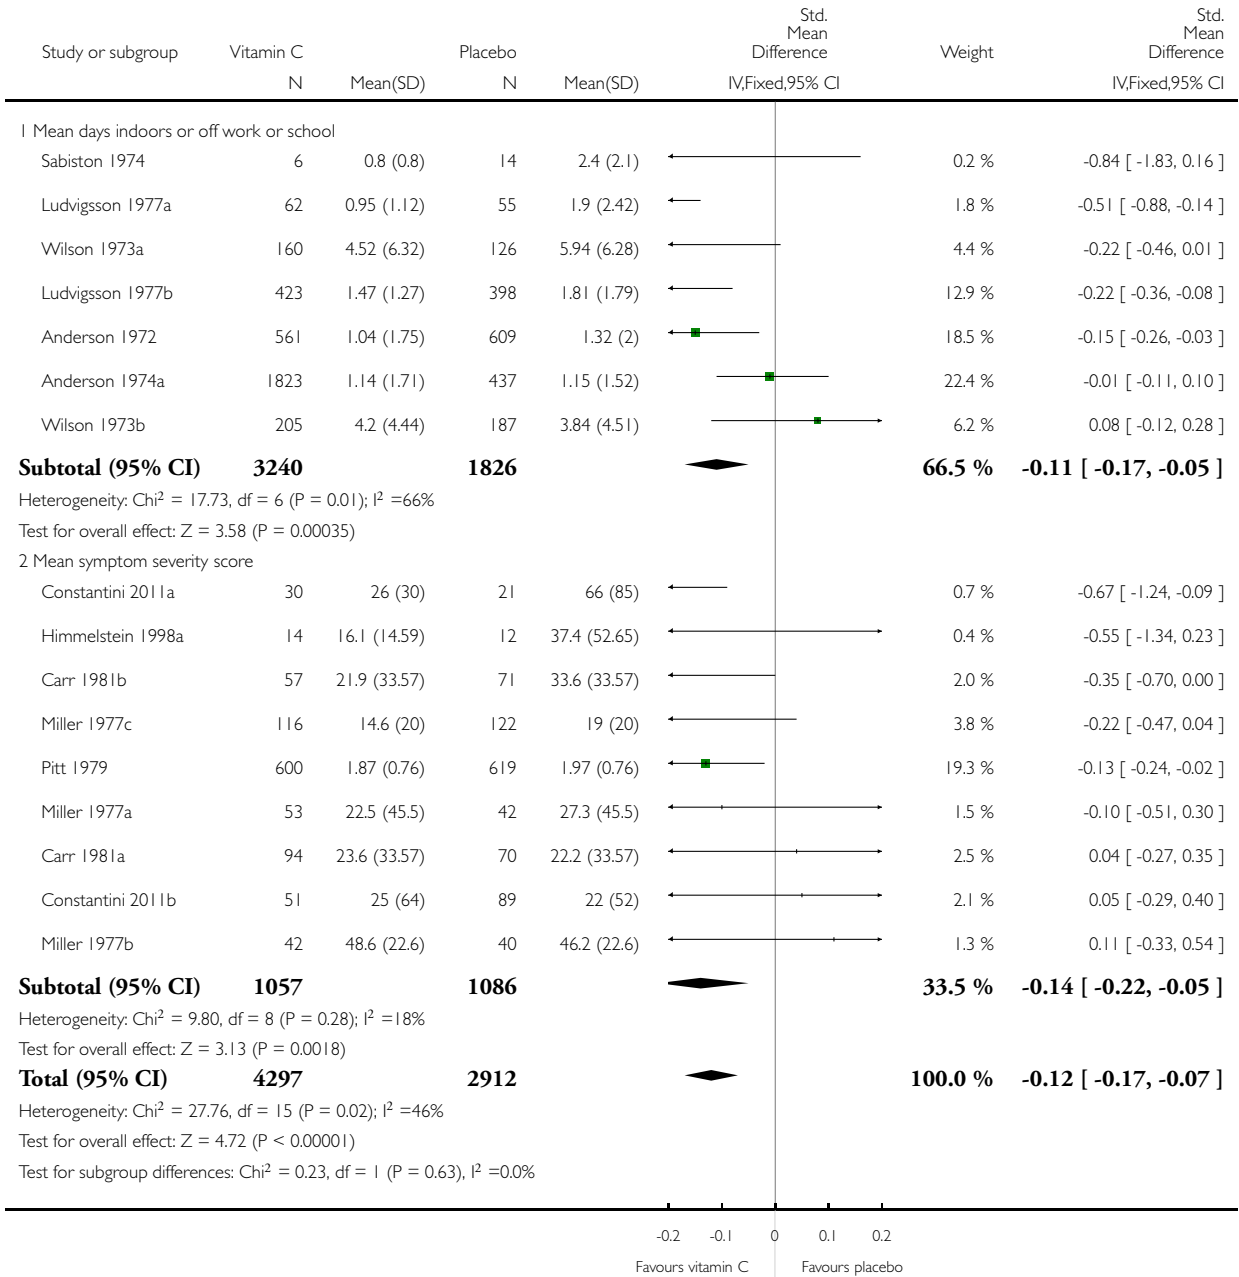 Std.
Mean
Difference
Std.
Mean
Difference
Study or subgroup Vitamin C Placebo Weight
N Mean(SD) N Mean(SD) IV,Fixed,95% CI IV,Fixed,95% CI
1 Mean days indoors or off work or school
Sabiston 1974 6 0.8 (0.8) 14 2.4 (2.1) 0.2 % -0.84 [ -1.83, 0.16 ]
Ludvigsson 1977a 62 0.95 (1.12) 55 1.9 (2.42) 1.8 % -0.51 [ -0.88, -0.14 ]
Wilson 1973a 160 4.52 (6.32) 126 5.94 (6.28) 4.4 % -0.22 [ -0.46, 0.01 ]
Ludvigsson 1977b 423 1.47 (1.27) 398 1.81 (1.79) 12.9 % -0.22 [ -0.36, -0.08 ]
Anderson 1972 561 1.04 (1.75) 609 1.32 (2) 18.5 % -0.15 [ -0.26, -0.03 ]
Anderson 1974a 1823 1.14 (1.71) 437 1.15 (1.52) 22.4 % -0.01 [ -0.11, 0.10 ]
Wilson 1973b 205 4.2 (4.44) 187 3.84 (4.51) 6.2 % 0.08 [ -0.12, 0.28 ]
Subtotal (95% CI) 3240 1826 66.5 % -0.11 [ -0.17, -0.05 ]
Heterogeneity: Chi² = 17.73, df = 6 (P = 0.01); I² =66%
Test for overall effect: Z = 3.58 (P = 0.00035)
2 Mean symptom severity score
Constantini 2011a 30 26 (30) 21 66 (85) 0.7 % -0.67 [ -1.24, -0.09 ]
Himmelstein 1998a 14 16.1 (14.59) 12 37.4 (52.65) 0.4 % -0.55 [ -1.34, 0.23 ]
Carr 1981b 57 21.9 (33.57) 71 33.6 (33.57) 2.0 % -0.35 [ -0.70, 0.00 ]
Miller 1977c 116 14.6 (20) 122 19 (20) 3.8 % -0.22 [ -0.47, 0.04 ]
Pitt 1979 600 1.87 (0.76) 619 1.97 (0.76) 19.3 % -0.13 [ -0.24, -0.02 ]
Miller 1977a 53 22.5 (45.5) 42 27.3 (45.5) 1.5 % -0.10 [ -0.51, 0.30 ]
Carr 1981a 94 23.6 (33.57) 70 22.2 (33.57) 2.5 % 0.04 [ -0.27, 0.35 ]
Constantini 2011b 51 25 (64) 89 22 (52) 2.1 % 0.05 [ -0.29, 0.40 ]
Miller 1977b 42 48.6 (22.6) 40 46.2 (22.6) 1.3 % 0.11 [ -0.33, 0.54 ]
Subtotal (95% CI) 1057 1086 33.5 % -0.14 [ -0.22, -0.05 ]
Heterogeneity: Chi² = 9.80, df = 8 (P = 0.28); I² =18%
Test for overall effect: Z = 3.13 (P = 0.0018)
Total (95% CI) 4297 2912 100.0 % -0.12 [ -0.17, -0.07 ]
Heterogeneity: Chi² = 27.76, df = 15 (P = 0.02); I² =46%
Test for overall effect: Z = 4.72 (P < 0.00001)
Test for subgroup differences: Chi² = 0.23, df = 1 (P = 0.63), I² =0.0%
-0.2 -0.1 0 0.1 0.2
Favours vitamin C Favours placebo